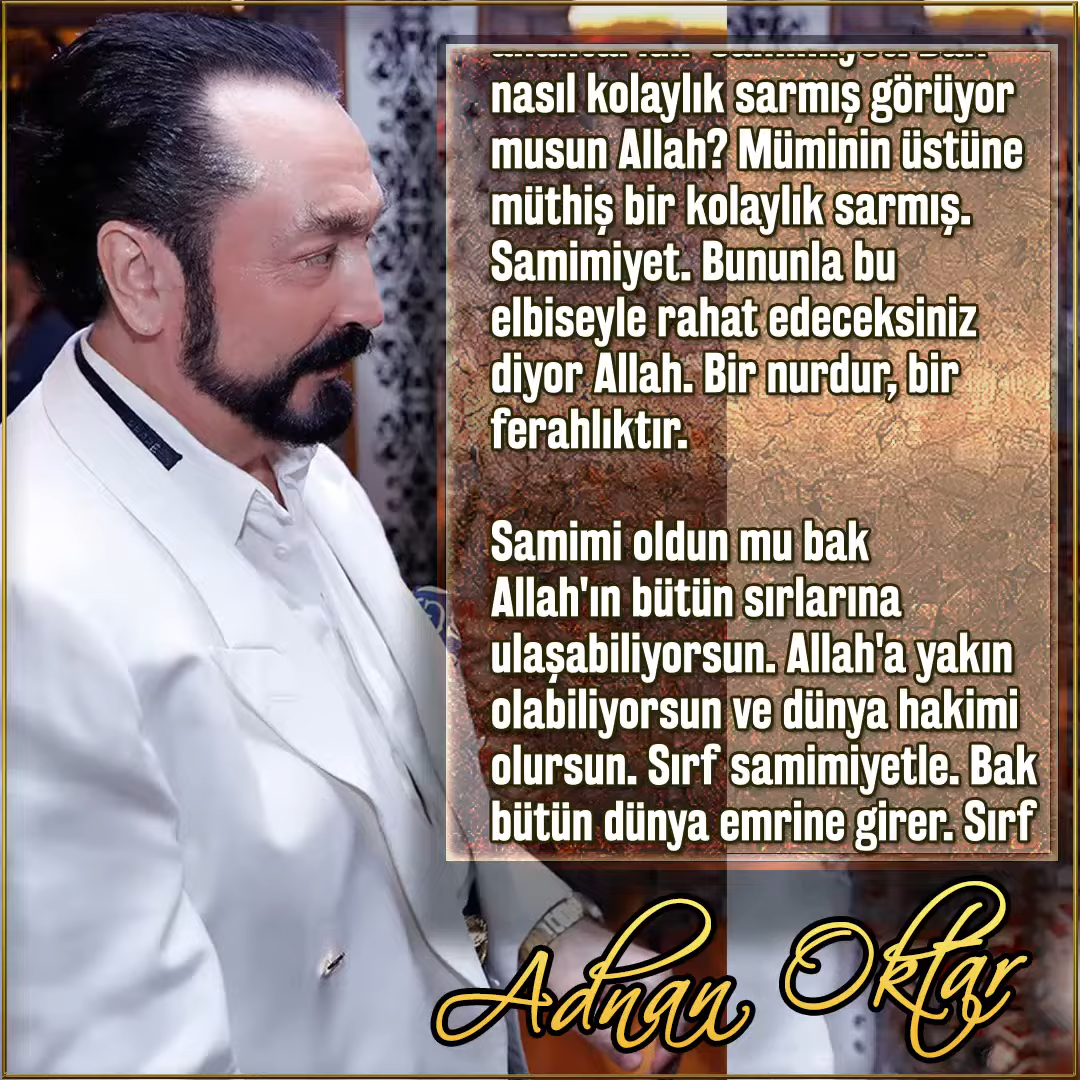 nasıl kolaylık sarmış görüyor
musun Allah? Müminin üstüne
müthiş bir kolaylık sarmış.
Samimiyet. Bununla bu
elbiseyle rahat edeceksiniz
diyor Allah. Bir nurdur, bir
ferahlıktır.
Samimi oldun mu bak
Allah'ın bütün sırlarına
ulaşabiliyorsun. Allah'a yakın
olabiliyorsun ve dünya hakimi
olursun. Sırf samimiyetle. Bak
bütün dünya emrine girer. Sırf
Adnan Oktar